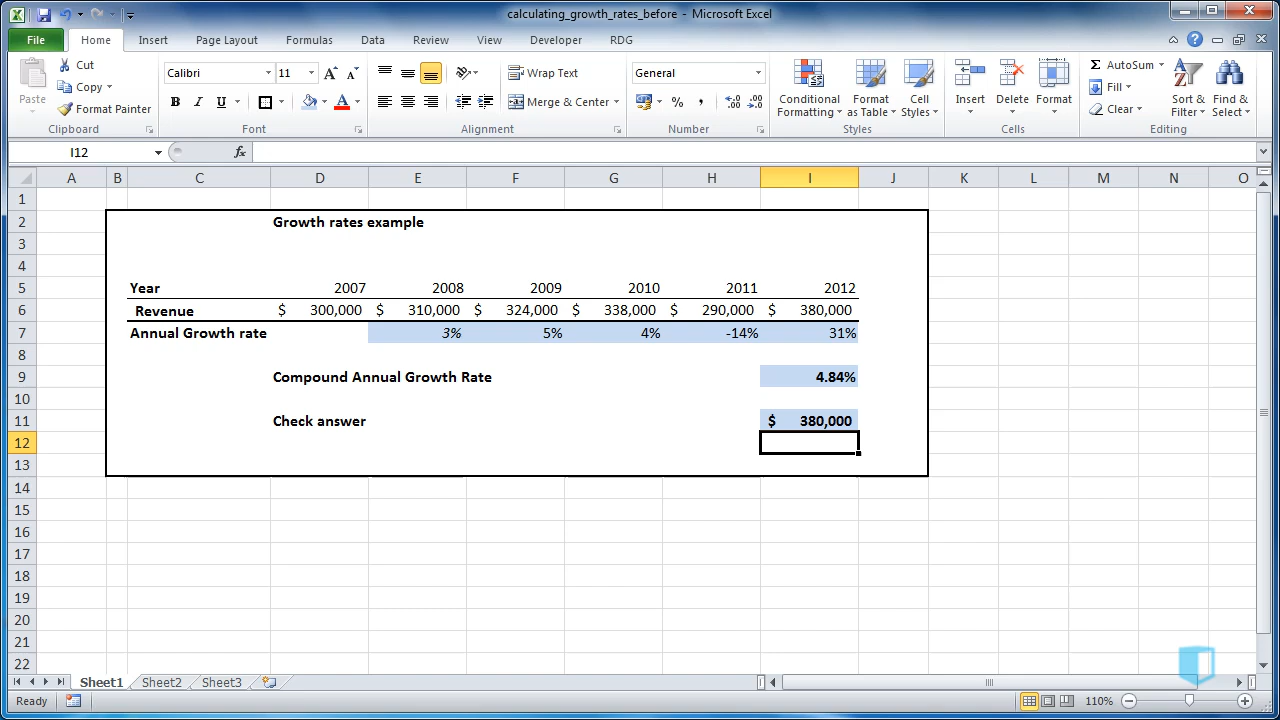 calculating_growth_rates_before - Microsoft Excel
File Home Insert Page Layout Formulas Data Review View Developer RDG
Paste
Cut
Copy
Format Painter
Clipboard
Calibri 11
B I U
Font
Wrap Text
Merge & Center
Alignment
General
Number
Conditional Formatting
Format as Table
Cell Styles
Styles
Insert
Delete
Format
Cells
Σ AutoSum
Fill
Clear
Sort & Filter
Find & Select
Editing
I12 fx
A B C D E F G H I J K L M N O
1
2 Growth rates example
3
4
5 Year 2007 2008 2009 2010 2011 2012
6 Revenue $ 300,000 $ 310,000 $ 324,000 $ 338,000 $ 290,000 $ 380,000
7 Annual Growth rate 3% 5% 4% -14% 31%
8
9 Compound Annual Growth Rate 4.84%
10
11 Check answer $ 380,000
12
13
14
15
16
17
18
19
20
21
22
Sheet1 Sheet2 Sheet3
Ready 110%